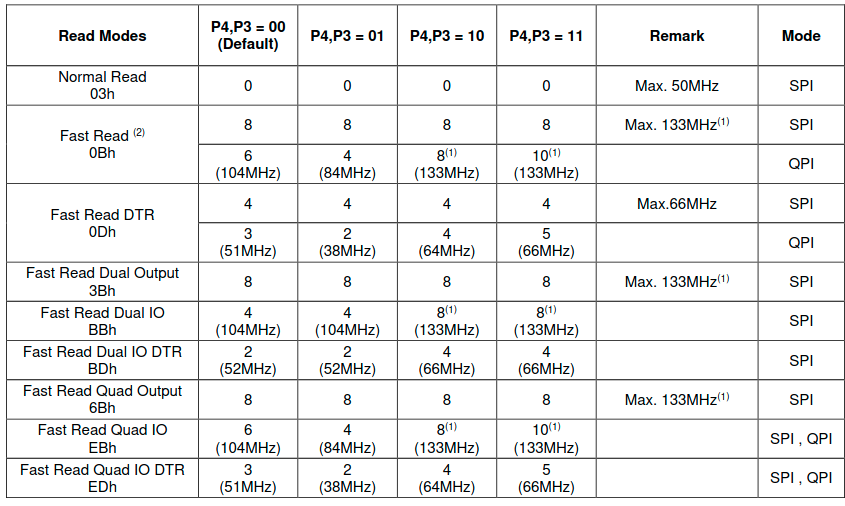 Read Modes P4,P3 = 00 (Default) P4,P3 = 01 P4,P3 = 10 P4,P3 = 11 Remark Mode
Normal Read 03h 0 0 0 0 Max. 50MHz SPI
Fast Read (2) 0Bh 8 8 8 8 Max. 133MHz(1) SPI
6 (104MHz) 4 (84MHz) 8(1) (133MHz) 10(1) (133MHz) QPI
Fast Read DTR 0Dh 4 4 4 4 Max.66MHz SPI
3 (51MHz) 2 (38MHz) 4 (64MHz) 5 (66MHz) QPI
Fast Read Dual Output 3Bh 8 8 8 8 Max. 133MHz(1) SPI
Fast Read Dual IO BBh 4 (104MHz) 4 (104MHz) 8(1) (133MHz) 8(1) (133MHz) SPI
Fast Read Dual IO DTR BDh 2 (52MHz) 2 (52MHz) 4 (66MHz) 4 (66MHz) SPI
Fast Read Quad Output 6Bh 8 8 8 8 Max. 133MHz(1) SPI
Fast Read Quad IO EBh 6 (104MHz) 4 (84MHz) 8(1) (133MHz) 10(1) (133MHz) SPI , QPI
Fast Read Quad IO DTR EDh 3 (51MHz) 2 (38MHz) 4 (64MHz) 5 (66MHz) SPI , QPI